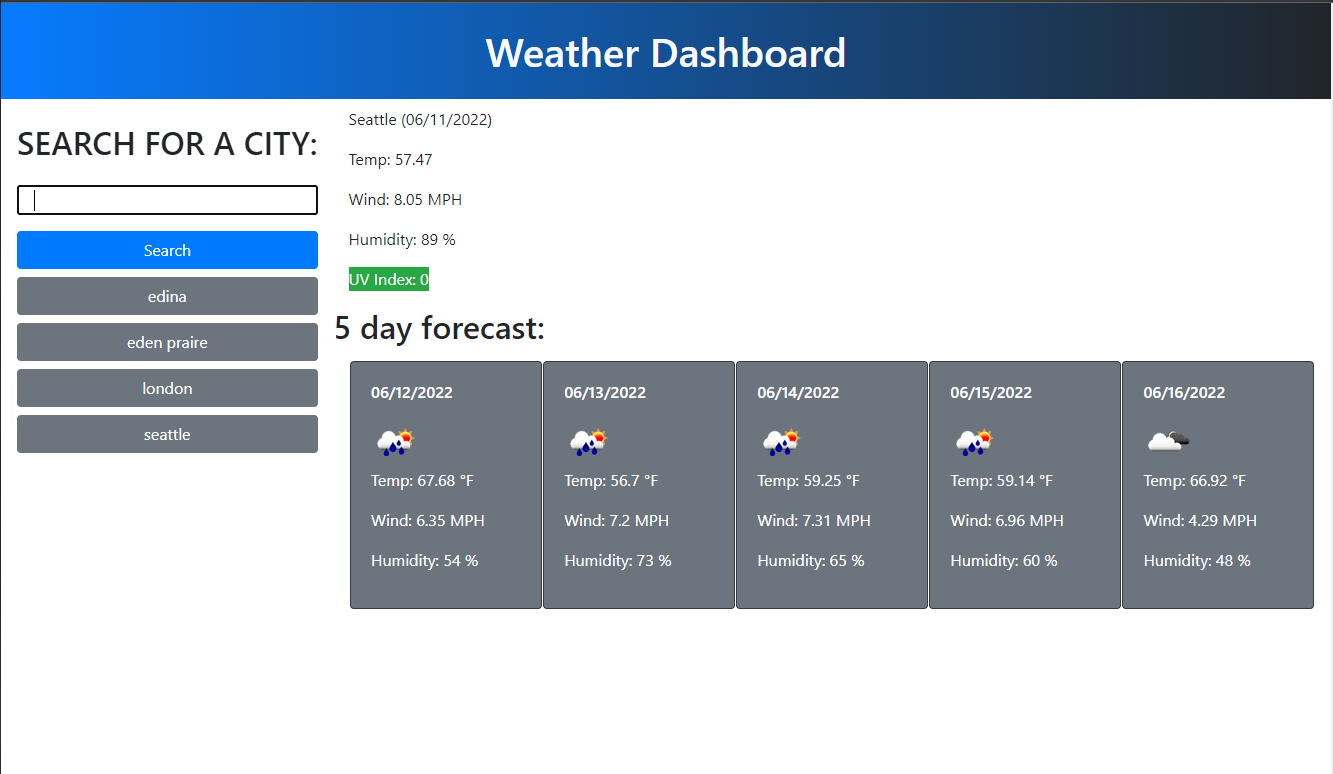 Weather Dashboard
SEARCH FOR A CITY:
Search
edina
eden praire
london
seattle
Seattle (06/11/2022)
Temp: 57.47
Wind: 8.05 MPH
Humidity: 89 %
UV Index: 0
5 day forecast:
06/12/2022
Temp: 67.68 °F
Wind: 6.35 MPH
Humidity: 54 %
06/13/2022
Temp: 56.7 °F
Wind: 7.2 MPH
Humidity: 73 %
06/14/2022
Temp: 59.25 °F
Wind: 7.31 MPH
Humidity: 65 %
06/15/2022
Temp: 59.14 °F
Wind: 6.96 MPH
Humidity: 60 %
06/16/2022
Temp: 66.92 °F
Wind: 4.29 MPH
Humidity: 48 %